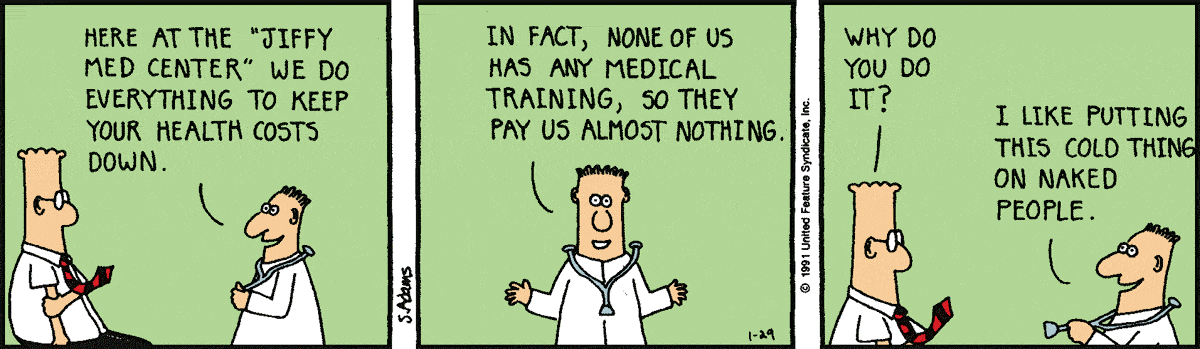 HERE AT THE "JIFFY
MED CENTER" WE DO
EVERYTHING TO KEEP
YOUR HEALTH COSTS
DOWN.
S.Adams
IN FACT, NONE OF US
HAS ANY MEDICAL
TRAINING, SO THEY
PAY US ALMOST NOTHING.
1-29
© 1991 United Feature Syndicate, Inc.
WHY DO
YOU DO
IT?
I LIKE PUTTING
THIS COLD THING
ON NAKED
PEOPLE.